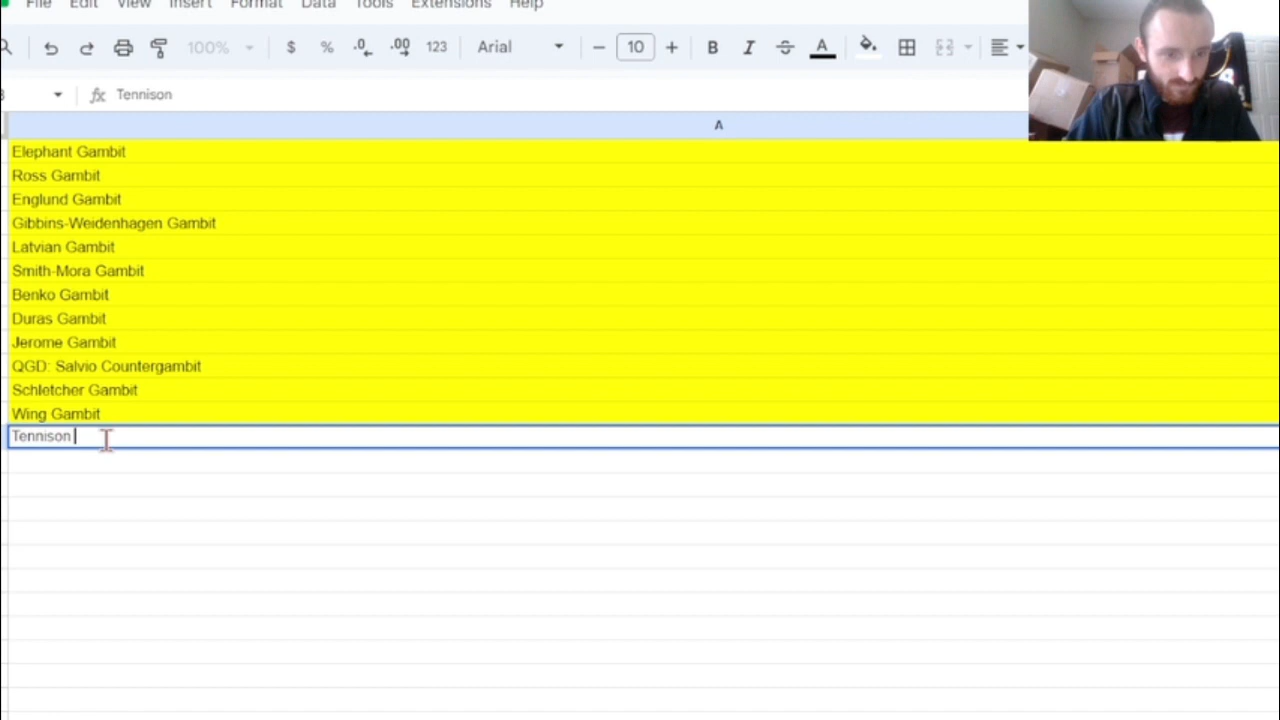 File Edit View Insert Format Data Tools Extensions Help
100% $ % .0 .00 123 Arial 10 B I S A
Tennison
A
Elephant Gambit
Ross Gambit
Englund Gambit
Gibbins-Weidenhagen Gambit
Latvian Gambit
Smith-Mora Gambit
Benko Gambit
Duras Gambit
Jerome Gambit
QGD: Salvio Countergambit
Schletcher Gambit
Wing Gambit
Tennison